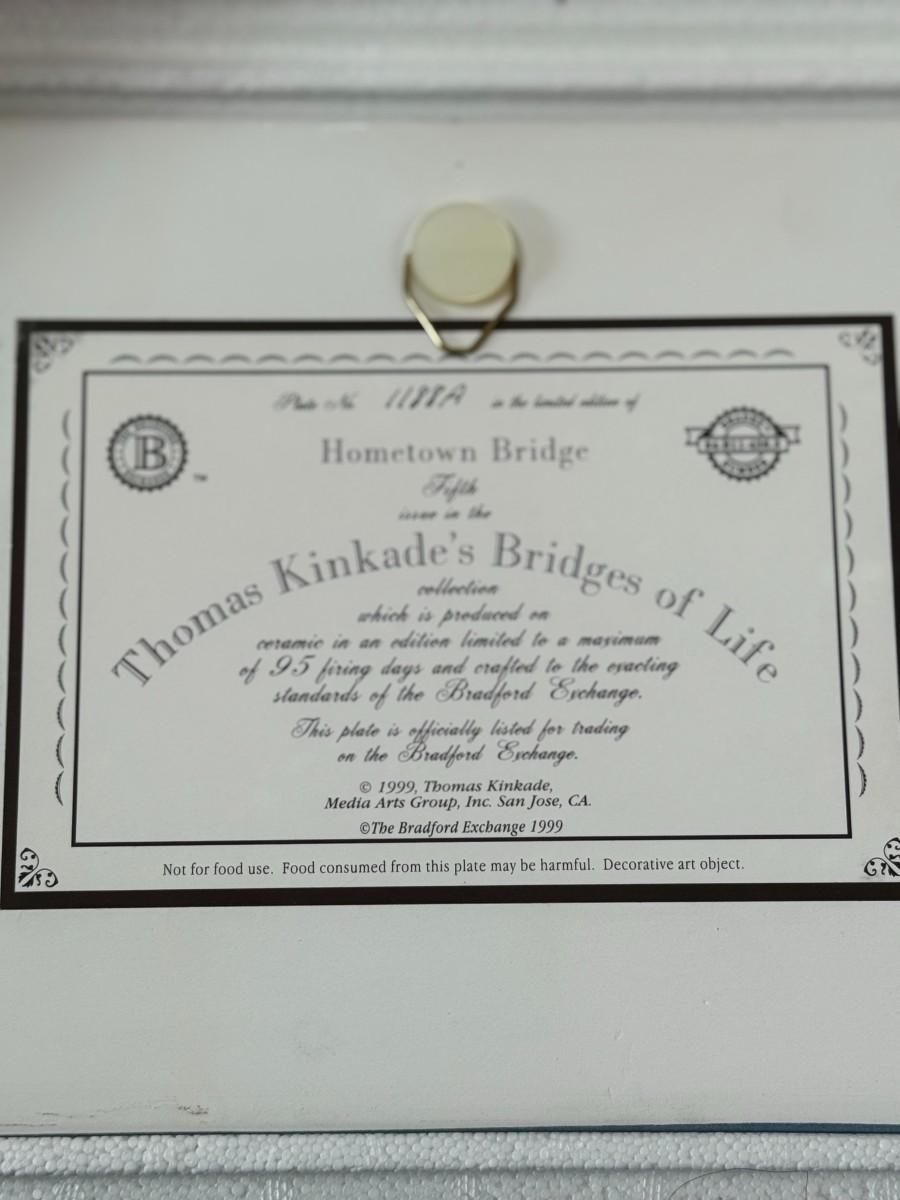 Plate No. 1188A in the limited edition of
B
™
Hometown Bridge
Fifth
issue in the
Thomas Kinkade's Bridges of Life
collection
which is produced on
ceramic in an edition limited to a maximum
of 95 firing days and crafted to the exacting
standards of the Bradford Exchange.
This plate is officially listed for trading
on the Bradford Exchange.
© 1999, Thomas Kinkade,
Media Arts Group, Inc. San Jose, CA.
©The Bradford Exchange 1999
Not for food use. Food consumed from this plate may be harmful. Decorative art object.